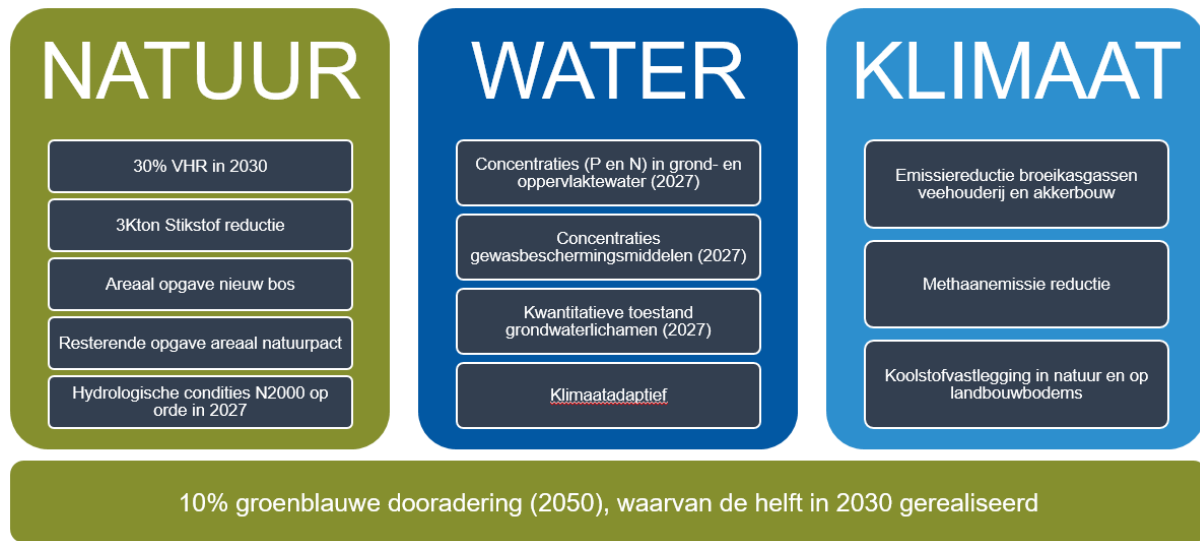 NATUUR
30% VHR in 2030
3Kton Stikstof reductie
Areaal opgave nieuw bos
Resterende opgave areaal natuurpact
Hydrologische condities N2000 op
orde in 2027
WATER
Concentraties (P en N) in grond- en
oppervlaktewater (2027)
Concentraties
gewasbeschermingsmiddelen (2027)
Kwantitatieve toestand
grondwaterlichamen (2027)
Klimaatadaptief
KLIMAAT
Emissiereductie broeikasgassen
veehouderij en akkerbouw
Methaanemissie reductie
Koolstofvastlegging in natuur en op
landbouwbodems
10% groenblauwe dooradering (2050), waarvan de helft in 2030 gerealiseerd